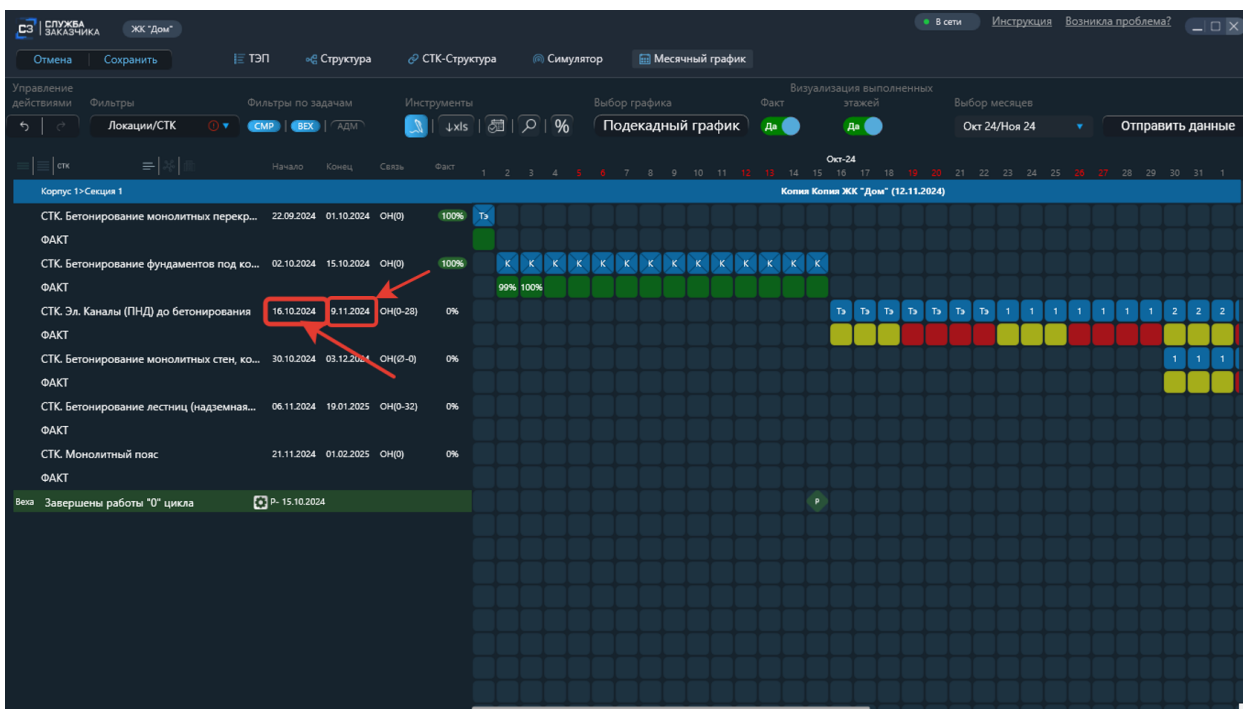 СЗ СЛУЖБА ЗАКАЗЧИКА ЖК "Дом" В сети Инструкция Возникла проблема?
Отмена Сохранить ТЭП Структура СТК-Структура Симулятор Месячный график
Управление действиями Фильтры Фильтры по задачам Инструменты Выбор графика Факт Визуализация выполненных этажей Выбор месяцев
Локации/СТК СМР ВЕХ АДМ xls % Подекадный график Да Да Окт 24/Ноя 24 Отправить данные
Окт-24
стк Начало Конец Связь Факт 1 2 3 4 5 6 7 8 9 10 11 12 13 14 15 16 17 18 19 20 21 22 23 24 25 26 27 28 29 30 31 1
Корпус 1>Секция 1 Копия Копия ЖК "Дом" (12.11.2024)
СТК. Бетонирование монолитных перекр... 22.09.2024 01.10.2024 ОН(0) 100% Тэ
ФАКТ
СТК. Бетонирование фундаментов под ко... 02.10.2024 15.10.2024 ОН(0) 100% К К К К К К К К К К К К К К
ФАКТ 99% 100%
СТК. Эл. Каналы (ПНД) до бетонирования 16.10.2024 9.11.2024 ОН(0-28) 0% Тэ Тэ Тэ Тэ Тэ Тэ Тэ 1 1 1 1 1 1 1 2 2 2
ФАКТ
СТК. Бетонирование монолитных стен, ко... 30.10.2024 03.12.2024 ОН(Ø-0) 0% 1 1 1
ФАКТ
СТК. Бетонирование лестниц (надземная... 06.11.2024 19.01.2025 ОН(0-32) 0%
ФАКТ
СТК. Монолитный пояс 21.11.2024 01.02.2025 ОН(0) 0%
ФАКТ
Веха Завершены работы "0" цикла Р- 15.10.2024 Р